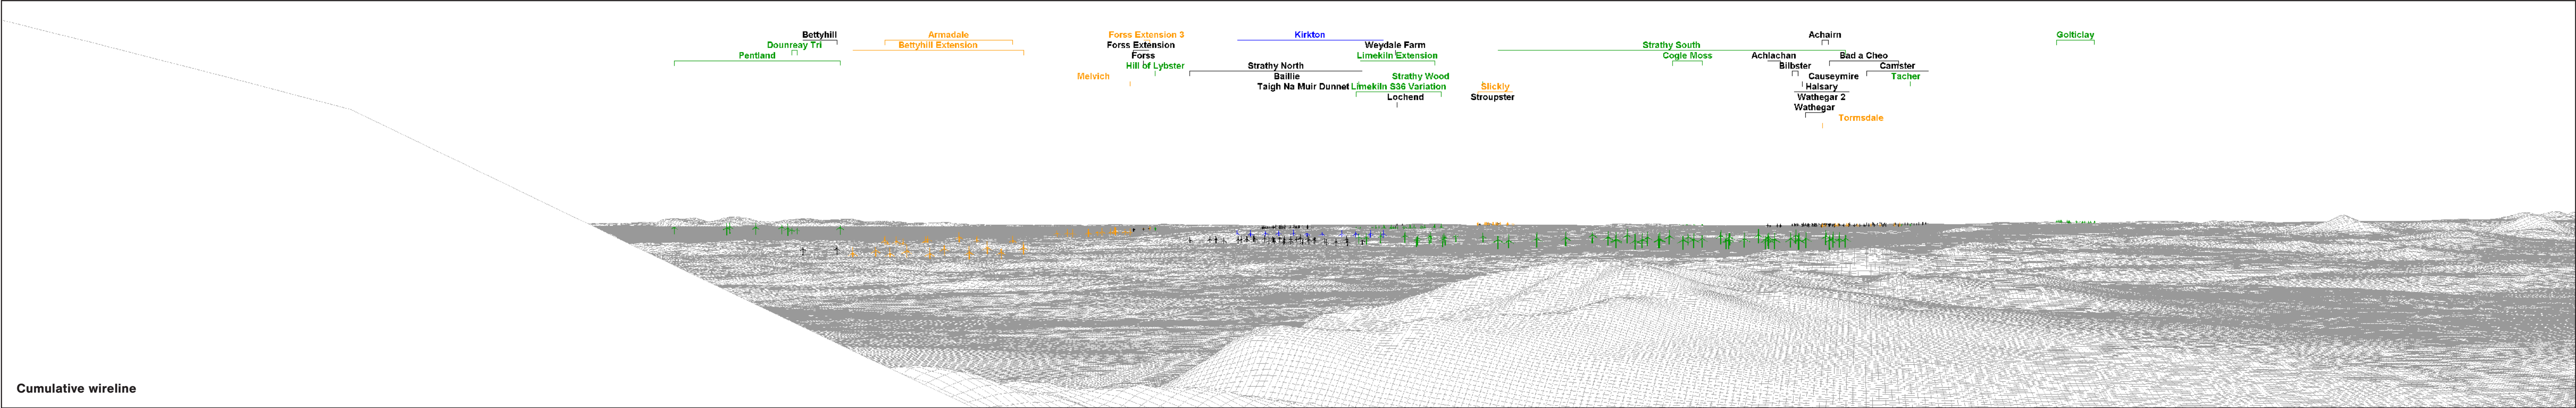 Bettyhill
Dounreay Tri
Pentland
Armadale
Bettyhill Extension
Forss Extension 3
Forss Extension
Forss
Hill of Lybster
Melvich
Kirkton
Strathy North
Baillie
Taigh Na Muir Dunnet
Weydale Farm
Limekiln Extension
Strathy Wood
Limekiln S36 Variation
Lochend
Slickly
Stroupster
Strathy South
Cogle Moss
Achairn
Achlachan
Bad a Cheo
Bilbster
Camster
Causeymire
Tacher
Halsary
Wathegar 2
Wathegar
Tormsdale
Golticlay
Cumulative wireline